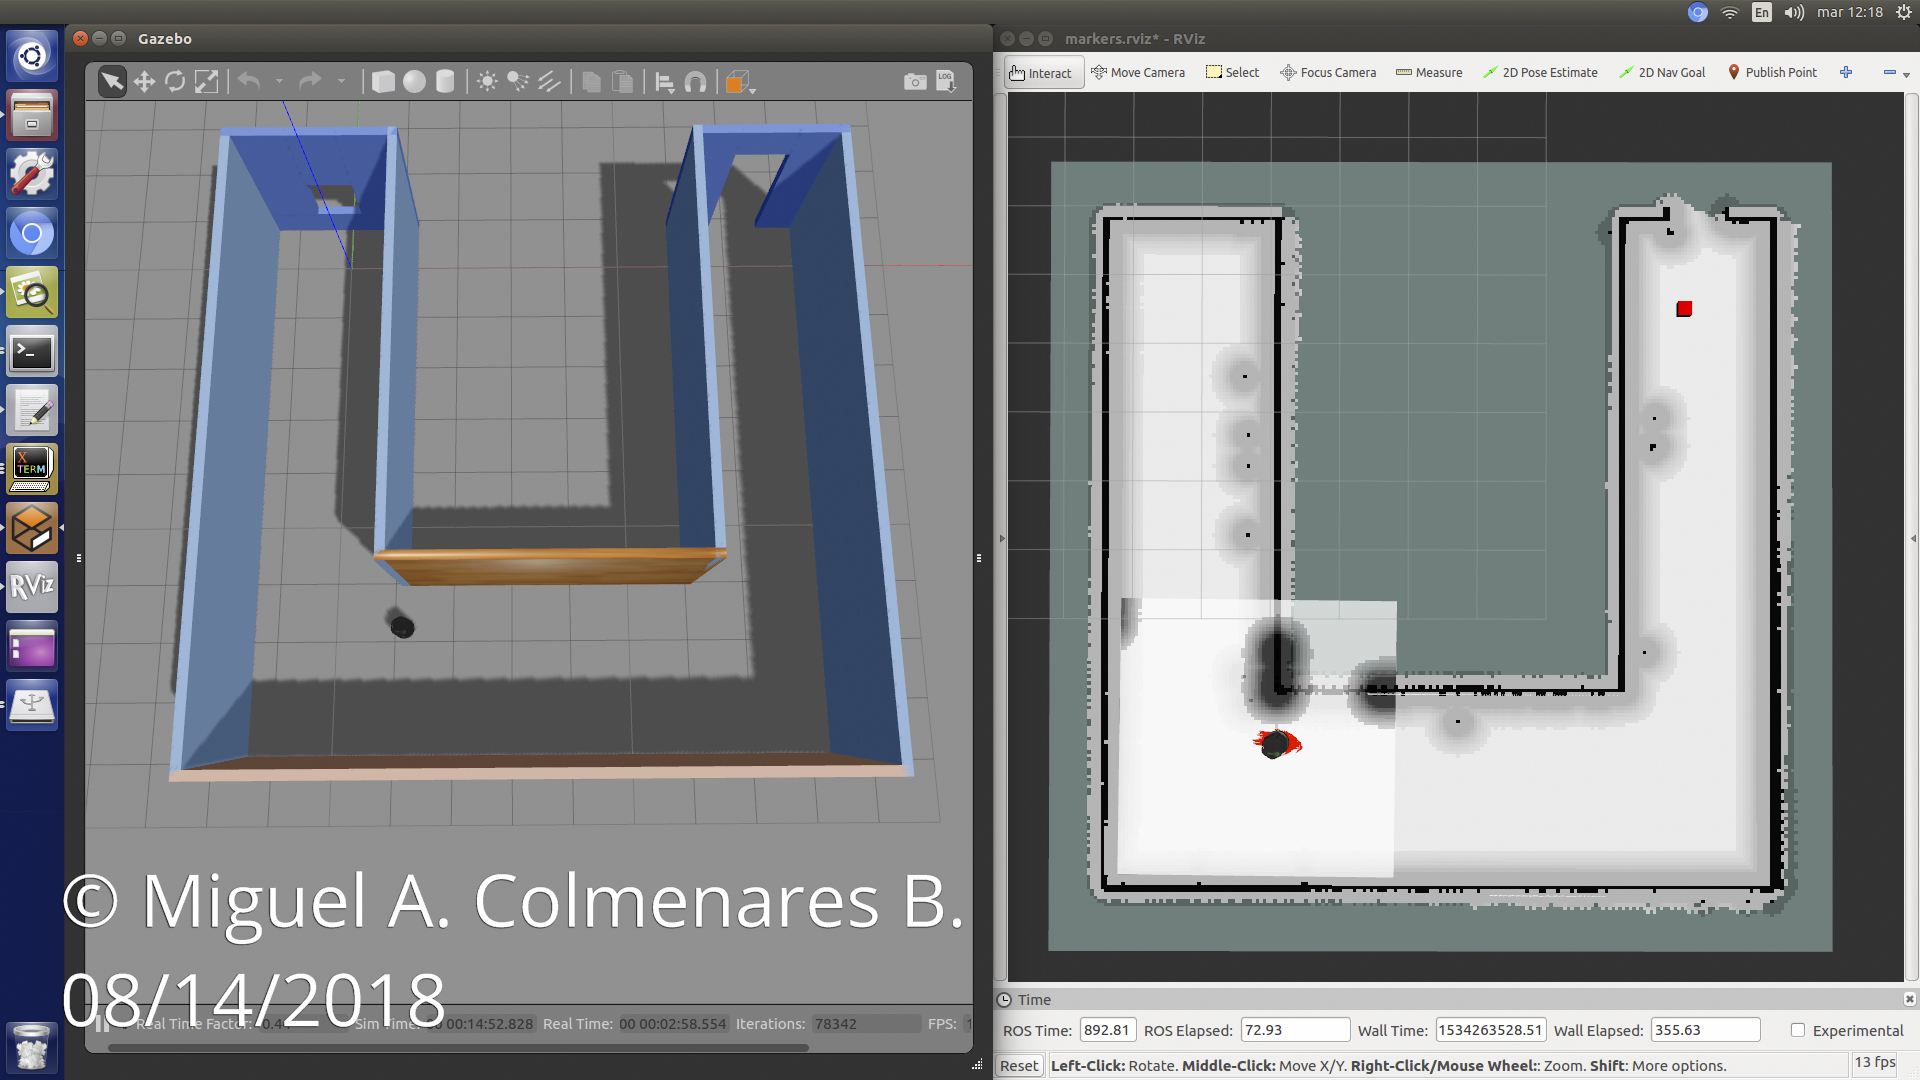 En
mar 12:18
Gazebo
markers.rviz* - RViz
LOG
Interact
Move Camera
Select
Focus Camera
Measure
2D Pose Estimate
2D Nav Goal
Publish Point
X
TERM
RViz
© Miguel A. Colmenares B.
08/14/2018
Real Time Factor: 0.44 Sim Time: 00 00:14:52.828 Real Time: 00 00:02:58.554 Iterations: 78342 FPS:
Time
ROS Time: 892.81 ROS Elapsed: 72.93 Wall Time: 1534263528.51 Wall Elapsed: 355.63 Experimental
Reset Left-Click: Rotate. Middle-Click: Move X/Y. Right-Click/Mouse Wheel:: Zoom. Shift: More options. 13 fps